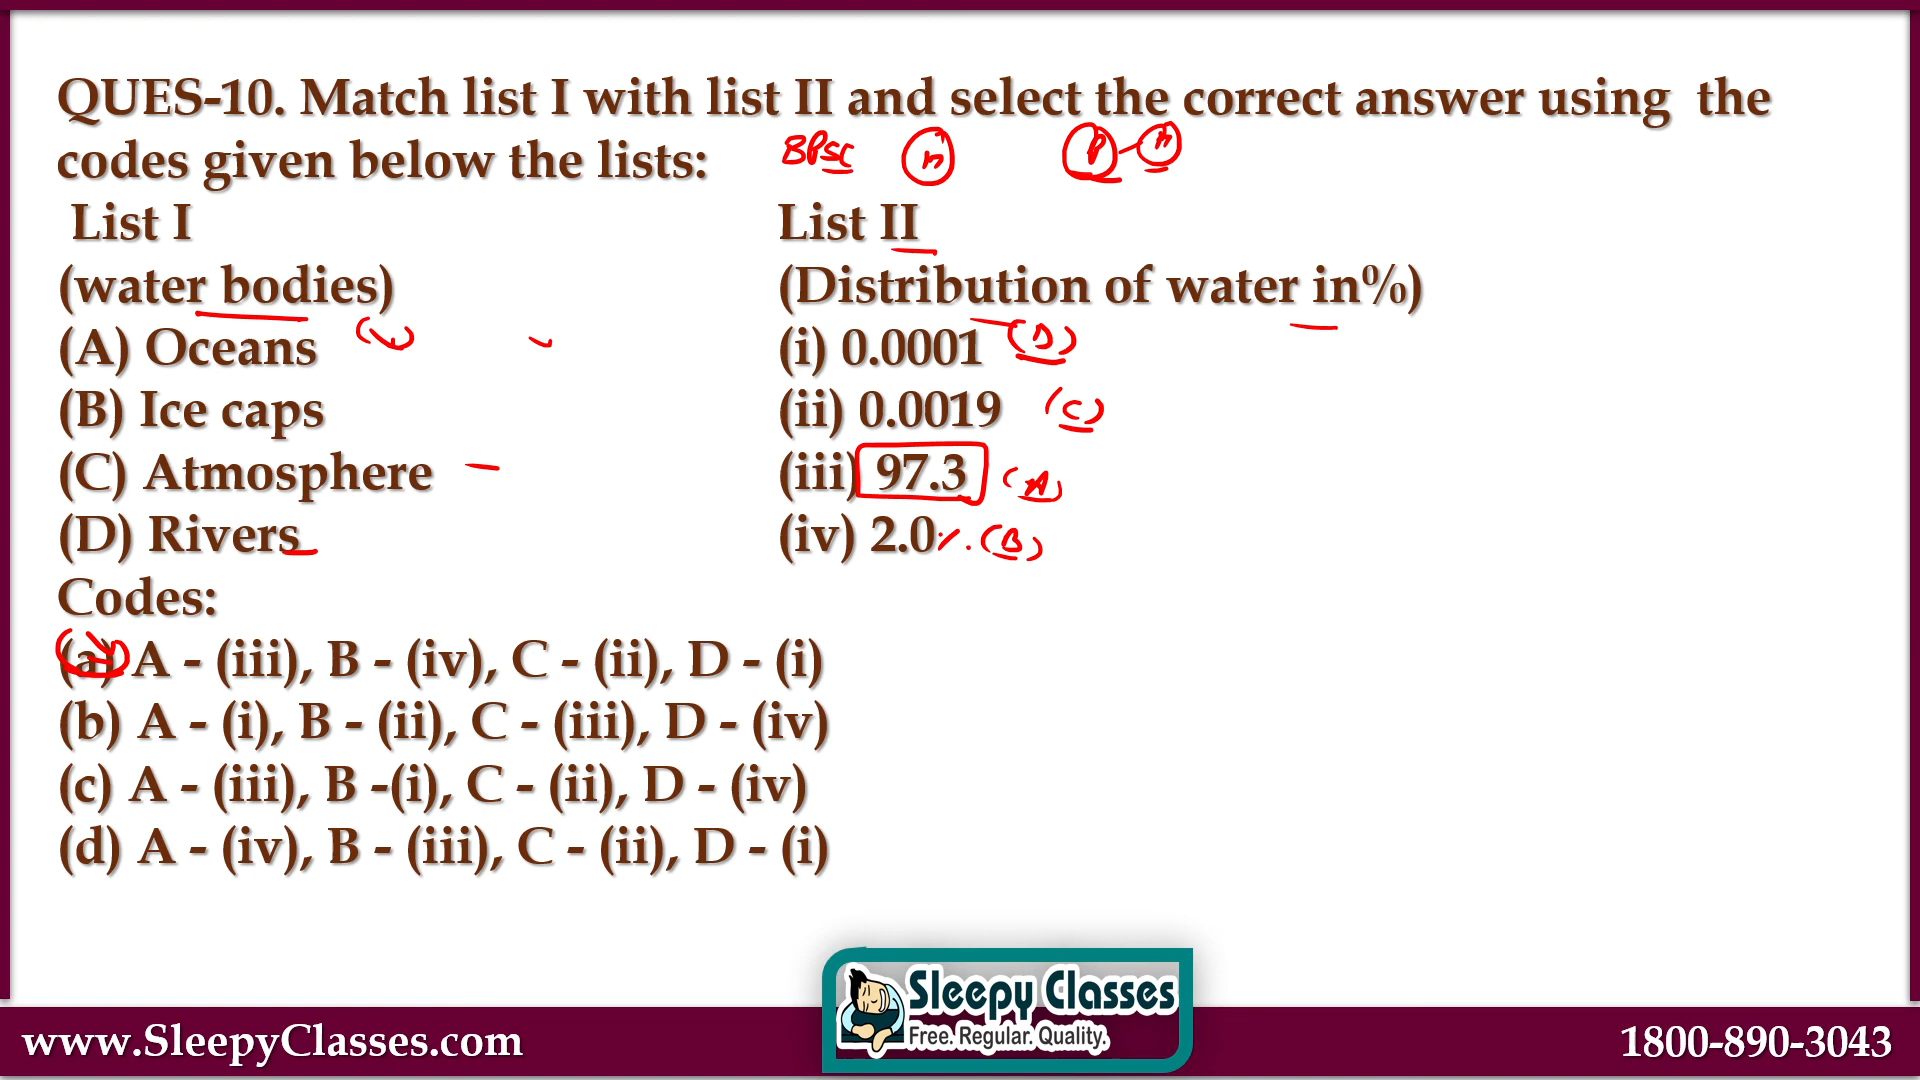 QUES-10. Match list I with list II and select the correct answer using the
codes given below the lists: BPSC
List I List II
(water bodies) (Distribution of water in%)
(A) Oceans (i) 0.0001 (D)
(B) Ice caps (ii) 0.0019 (C)
(C) Atmosphere (iii) 97.3 (A)
(D) Rivers (iv) 2.0%. (B)
Codes:
(a) A - (iii), B - (iv), C - (ii), D - (i)
(b) A - (i), B - (ii), C - (iii), D - (iv)
(c) A - (iii), B -(i), C - (ii), D - (iv)
(d) A - (iv), B - (iii), C - (ii), D - (i)
Sleepy Classes
Free. Regular. Quality.
www.SleepyClasses.com 1800-890-3043